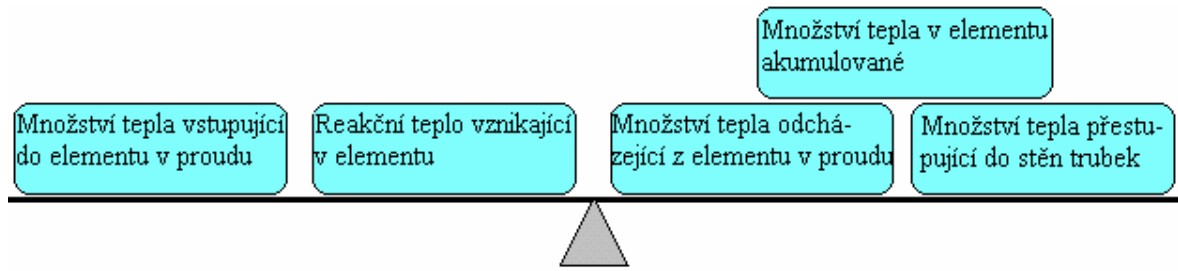 Množství tepla v elementu
akumulované
Množství tepla vstupující
do elementu v proudu
Reakční teplo vznikající
v elementu
Množství tepla odchá-
zející z elementu v proudu
Množství tepla přestu-
pující do stěn trubek